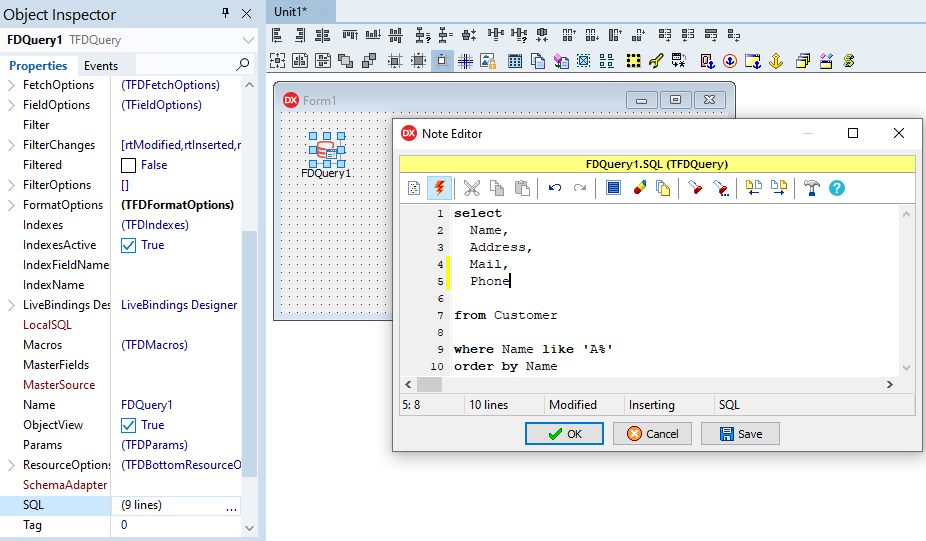 Object Inspector
FDQuery1 TFDQuery
Properties Events
FetchOptions (TFDFetchOptions)
FieldOptions (TFieldOptions)
Filter
FilterChanges [rtModified,rtInserted,r
Filtered False
FilterOptions []
FormatOptions (TFDFormatOptions)
Indexes (TFDIndexes)
IndexesActive True
IndexFieldName
IndexName
LiveBindings Des LiveBindings Designer
LocalSQL
Macros (TFDMacros)
MasterFields
MasterSource
Name FDQuery1
ObjectView True
Params (TFDParams)
ResourceOptions (TFDBottomResourceO
SchemaAdapter
SQL (9 lines) ...
Tag 0
Unit1*
DX Form1
FDQuery1
DX Note Editor
FDQuery1.SQL (TFDQuery)
1 select
2 Name,
3 Address,
4 Mail,
5 Phone
6
7 from Customer
8
9 where Name like 'A%'
10 order by Name
5: 8 10 lines Modified Inserting SQL
OK Cancel Save